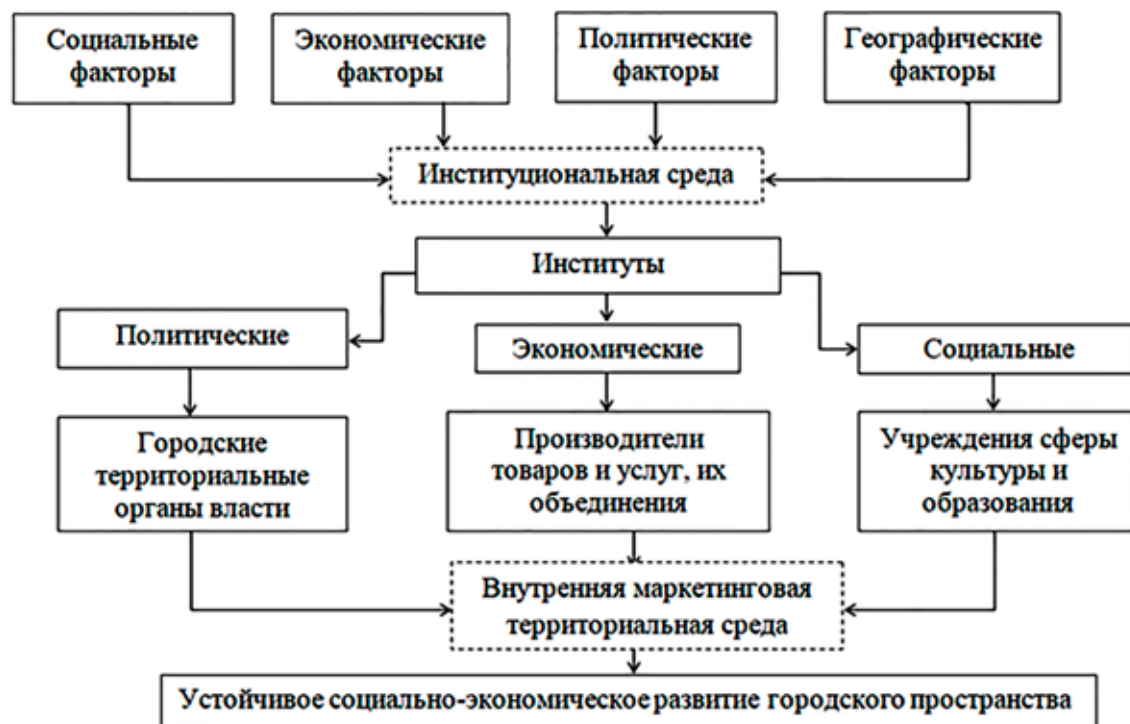 Социальные
факторы
Экономические
факторы
Политические
факторы
Географические
факторы
Институциональная среда
Институты
Политические
Экономические
Социальные
Городские
территориальные
органы власти
Производители
товаров и услуг, их
объединения
Учреждения сферы
культуры и
образования
Внутренняя маркетинговая
территориальная среда
Устойчивое социально-экономическое развитие городского пространства